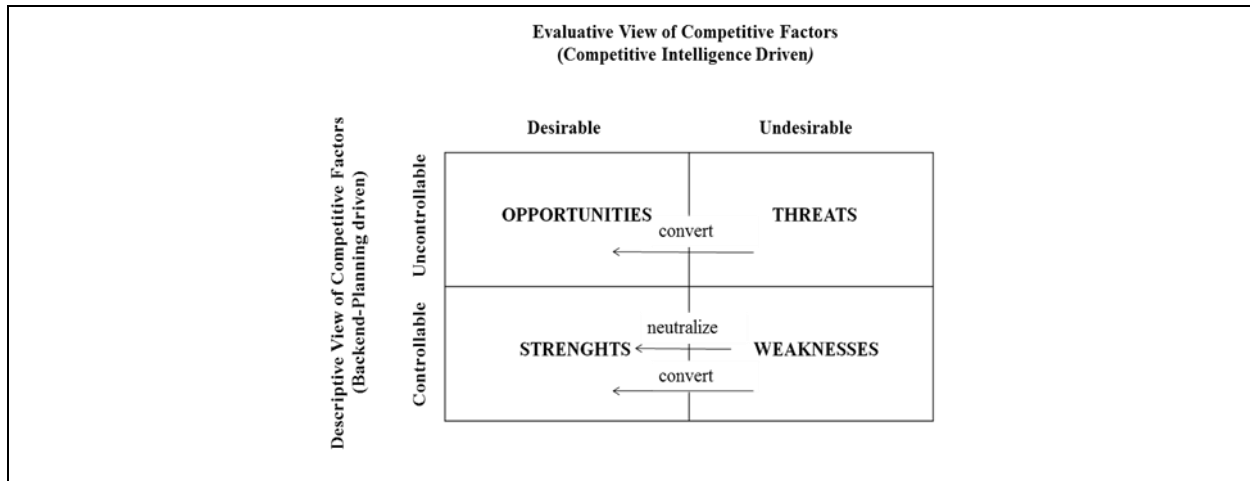 Evaluative View of Competitive Factors
(Competitive Intelligence Driven)
Desirable
Undesirable
Descriptive View of Competitive Factors
(Backend-Planning driven)
Uncontrollable
OPPORTUNITIES
THREATS
convert
Controllable
neutralize
STRENGHTS
WEAKNESSES
convert